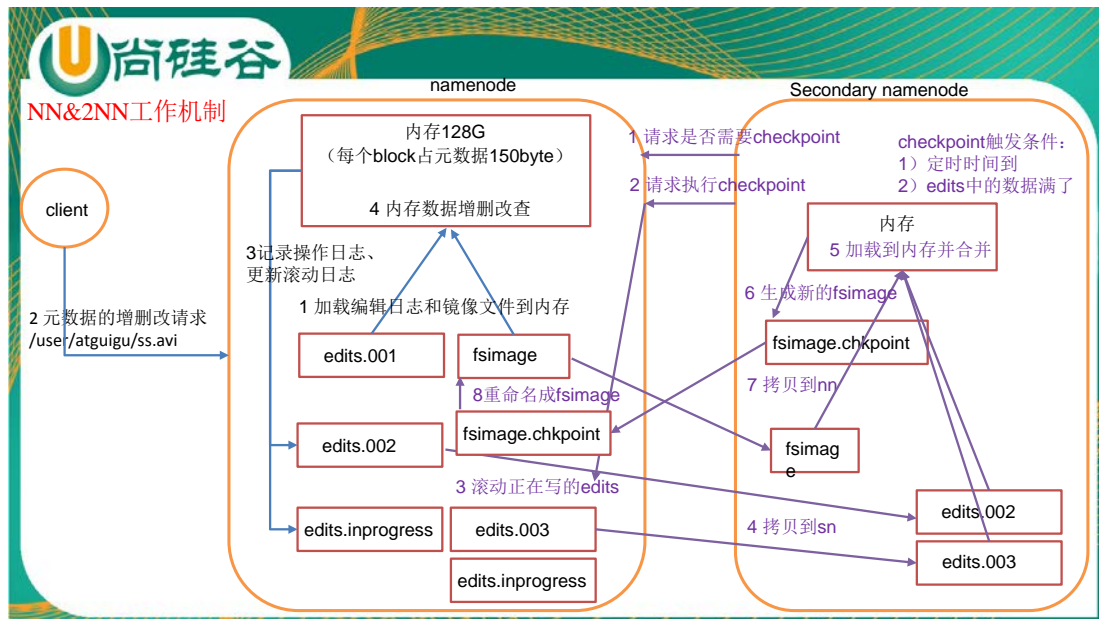 尚硅谷
NN&2NN工作机制
namenode
Secondary namenode
内存128G
（每个block占元数据150byte）
4 内存数据增删改查
1 请求是否需要checkpoint
2 请求执行checkpoint
checkpoint触发条件：
1）定时时间到
2）edits中的数据满了
client
内存
5 加载到内存并合并
3记录操作日志、
更新滚动日志
1 加载编辑日志和镜像文件到内存
6 生成新的fsimage
2 元数据的增删改请求
/user/atguigu/ss.avi
edits.001
fsimage
fsimage.chkpoint
8重命名成fsimage
7 拷贝到nn
edits.002
fsimage.chkpoint
fsimag
e
3 滚动正在写的edits
edits.002
edits.inprogress
edits.003
4 拷贝到sn
edits.003
edits.inprogress